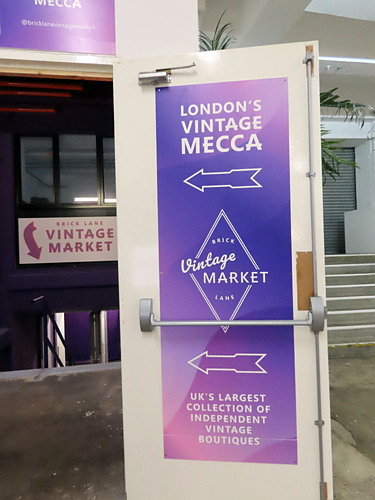 MECCA
@bricklanevintagemarket
BRICK LANE
VINTAGE
MARKET
LONDON'S
VINTAGE
MECCA
BRICK
Vintage
MARKET
LANE
UK'S LARGEST
COLLECTION OF
INDEPENDENT
VINTAGE
BOUTIQUES